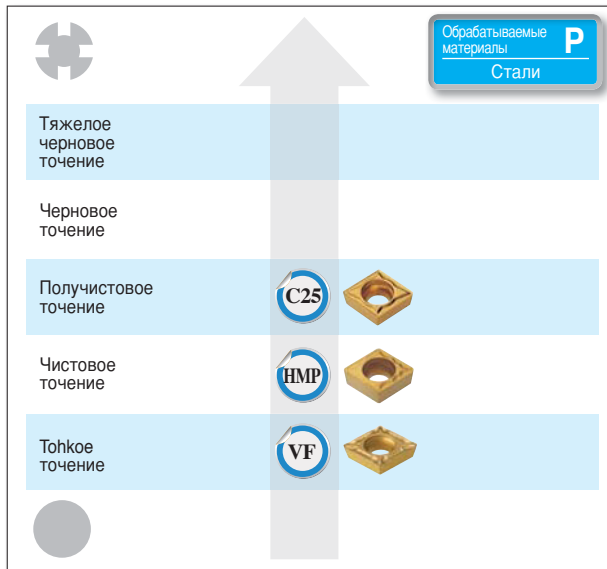 Обрабатываемые
материалы
P
Стали
Тяжелое
черновое
точение
Черновое
точение
Получистовое
точение
C25
Чистовое
точение
HMP
Tohkoe
точение
VF